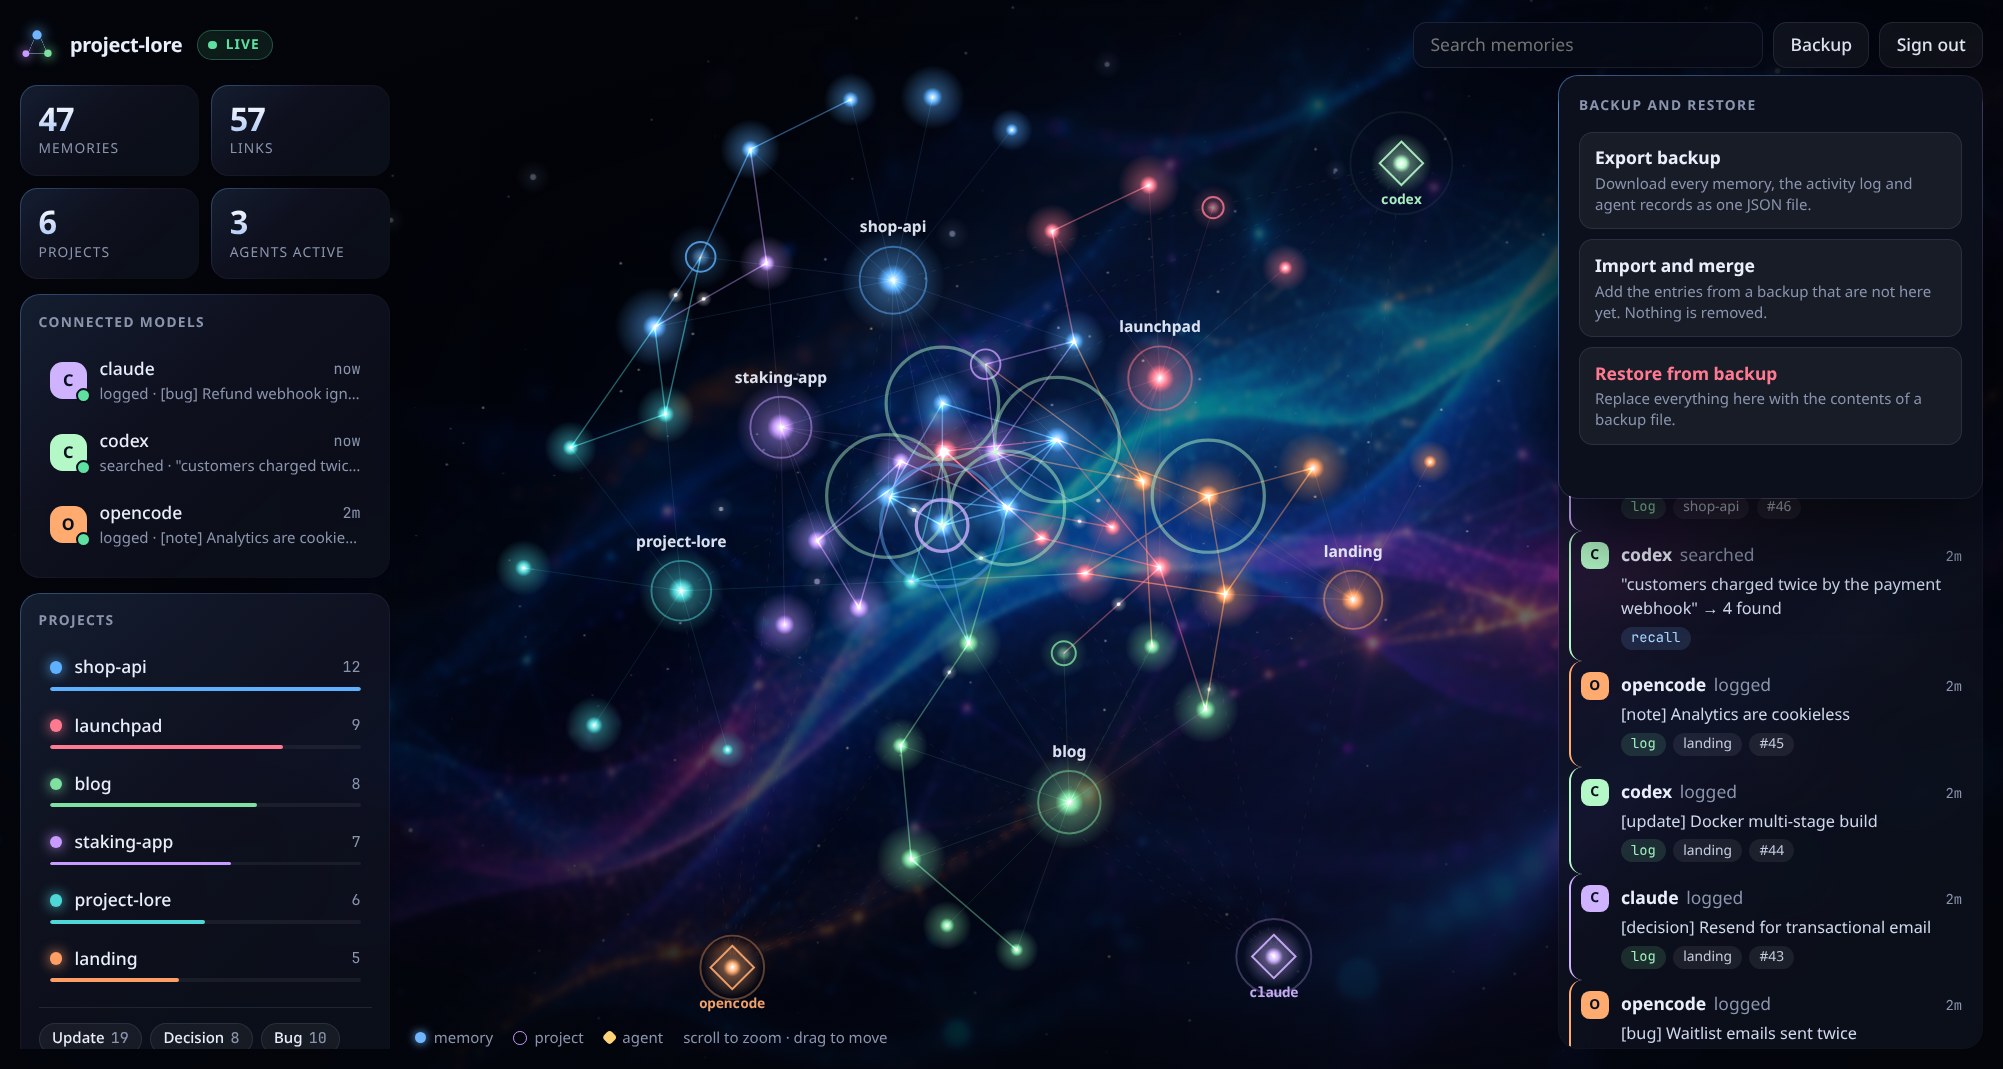 project-lore
LIVE
Search memories
Backup
Sign out
47
MEMORIES
57
LINKS
6
PROJECTS
3
AGENTS ACTIVE
CONNECTED MODELS
C
claude
now
logged · [bug] Refund webhook ign...
C
codex
now
searched · "customers charged twic...
O
opencode
2m
logged · [note] Analytics are cookie...
PROJECTS
shop-api 12
launchpad 9
blog 8
staking-app 7
project-lore 6
landing 5
Update 19
Decision 8
Bug 10
codex
shop-api
launchpad
staking-app
project-lore
landing
blog
opencode
claude
memory
project
agent
scroll to zoom · drag to move
BACKUP AND RESTORE
Export backup
Download every memory, the activity log and
agent records as one JSON file.
Import and merge
Add the entries from a backup that are not here
yet. Nothing is removed.
Restore from backup
Replace everything here with the contents of a
backup file.
log shop-api #46
C
codex searched 2m
"customers charged twice by the payment
webhook" → 4 found
recall
O
opencode logged 2m
[note] Analytics are cookieless
log landing #45
C
codex logged 2m
[update] Docker multi-stage build
log landing #44
C
claude logged 2m
[decision] Resend for transactional email
log landing #43
O
opencode logged 2m
[bug] Waitlist emails sent twice